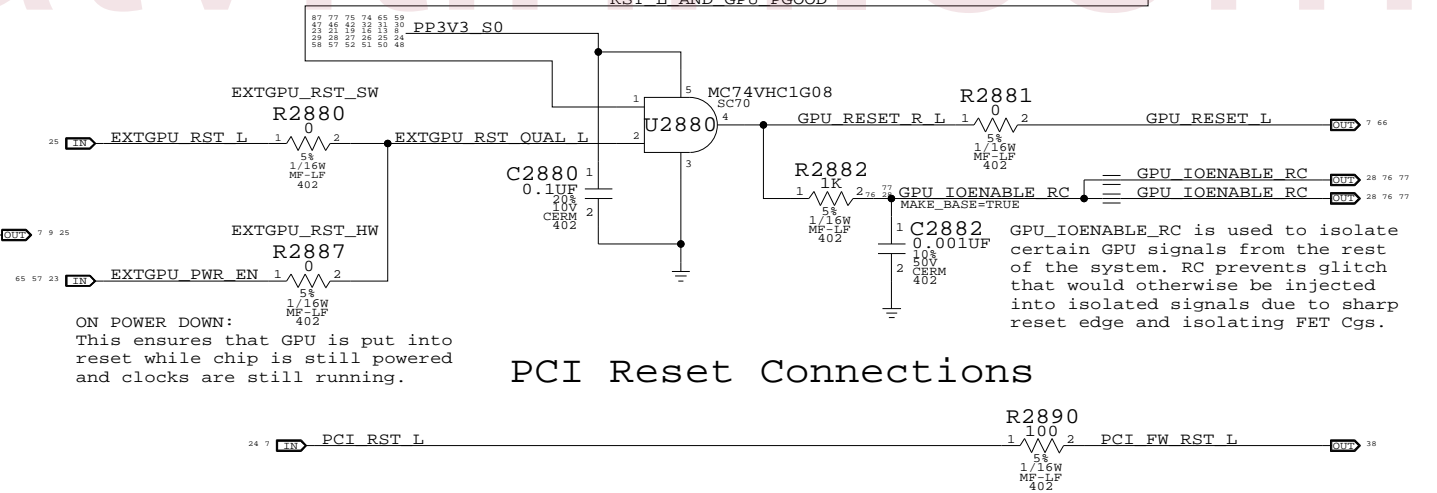 RST_L AND GPU_PGOOD
87 77 75 74 65 59
47 46 42 32 31 30
23 21 19 16 13 8
29 28 27 26 25 24
58 57 52 51 50 48
PP3V3_S0
EXTGPU_RST_SW
R2880
0
25 IN EXTGPU_RST_L 1 2 EXTGPU_RST_QUAL_L
5%
1/16W
MF-LF
402
1
2
5
4
3
MC74VHC1G08
SC70
U2880
C2880 1
0.1UF
20%
10V
CERM
402
2
R2881
0
GPU_RESET_R_L 1 2 GPU_RESET_L OUT 7 66
5%
1/16W
MF-LF
402
R2882
1K
1 2
5%
1/16W
MF-LF
402
77
76 28 GPU_IOENABLE_RC
MAKE_BASE=TRUE
GPU_IOENABLE_RC OUT 28 76 77
GPU_IOENABLE_RC OUT 28 76 77
1 C2882
0.001UF
10%
50V
2 CERM
402
GPU_IOENABLE_RC is used to isolate
certain GPU signals from the rest
of the system. RC prevents glitch
that would otherwise be injected
into isolated signals due to sharp
reset edge and isolating FET Cgs.
OUT 7 9 25
EXTGPU_RST_HW
R2887
0
65 57 23 IN EXTGPU_PWR_EN 1 2
5%
1/16W
MF-LF
402
ON POWER DOWN:
This ensures that GPU is put into
reset while chip is still powered
and clocks are still running.
PCI Reset Connections
R2890
100
24 7 IN PCI_RST_L 1 2 PCI_FW_RST_L OUT 38
5%
1/16W
MF-LF
402